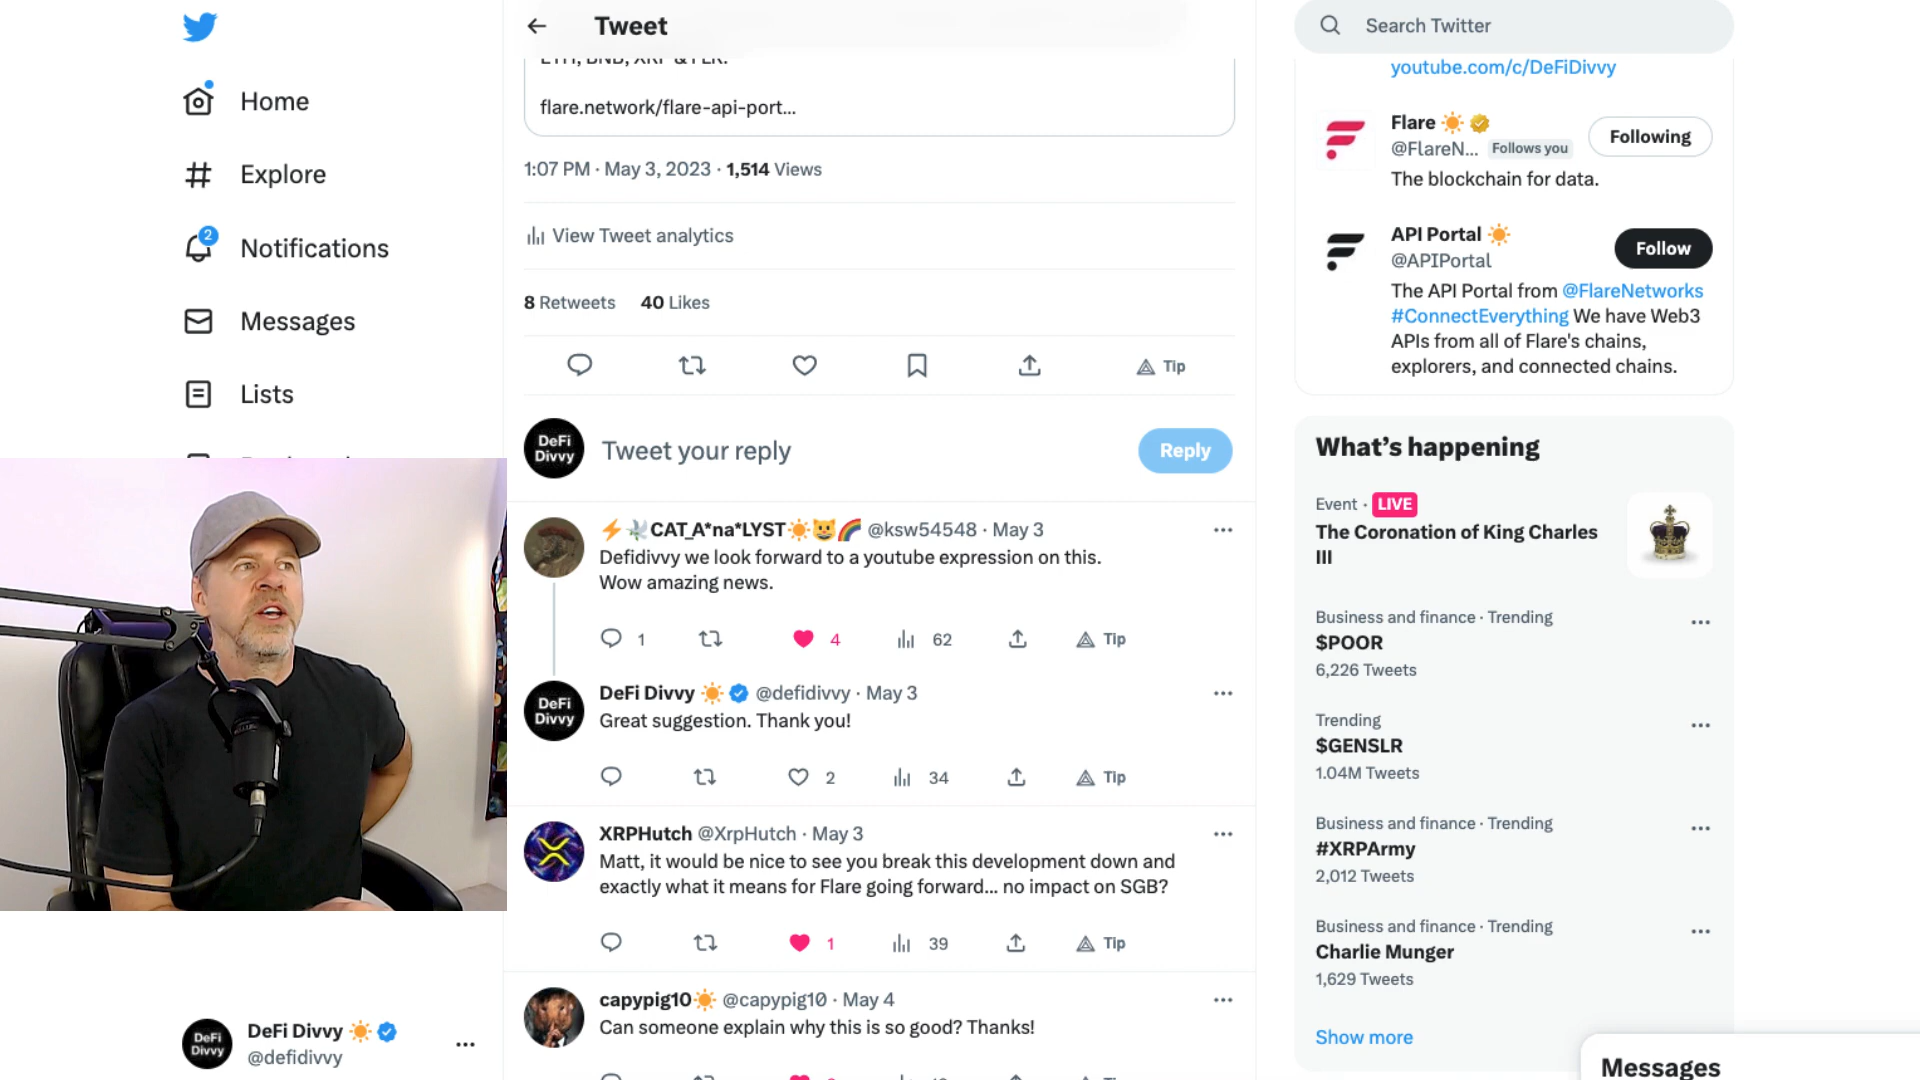 Tweet
Search Twitter
Home
Explore
2
Notifications
Messages
Lists
flare.network/flare-api-port...
1:07 PM · May 3, 2023 · 1,514 Views
View Tweet analytics
8 Retweets 40 Likes
Tip
DeFi
Divvy
Tweet your reply
Reply
CAT_A*na*LYST @ksw54548 · May 3
Defidivvy we look forward to a youtube expression on this.
Wow amazing news.
1 4 62 Tip
DeFi
Divvy
DeFi Divvy @defidivvy · May 3
Great suggestion. Thank you!
2 34 Tip
XRPHutch @XrpHutch · May 3
Matt, it would be nice to see you break this development down and
exactly what it means for Flare going forward... no impact on SGB?
1 39 Tip
capypig10 @capypig10 · May 4
Can someone explain why this is so good? Thanks!
DeFi
Divvy
DeFi Divvy
@defidivvy
youtube.com/c/DeFiDivvy
Flare
@FlareN... Follows you
Following
The blockchain for data.
API Portal
@APIPortal
Follow
The API Portal from @FlareNetworks
#ConnectEverything We have Web3
APIs from all of Flare's chains,
explorers, and connected chains.
What's happening
Event · LIVE
The Coronation of King Charles
III
Business and finance · Trending
$POOR
6,226 Tweets
Trending
$GENSLR
1.04M Tweets
Business and finance · Trending
#XRPArmy
2,012 Tweets
Business and finance · Trending
Charlie Munger
1,629 Tweets
Show more
Messages